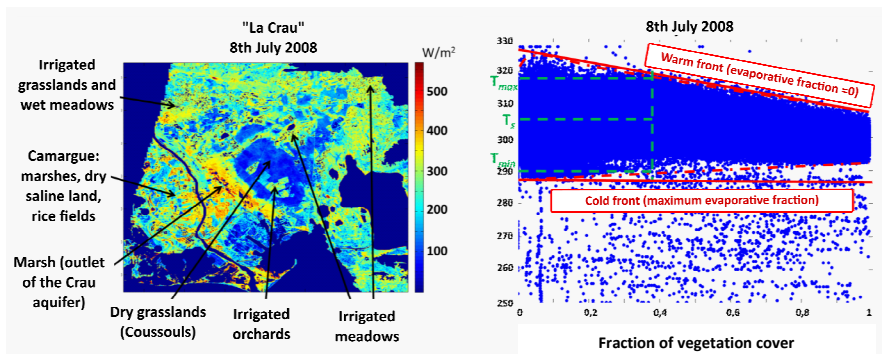 "La Crau"
8th July 2008
W/m²
Irrigated
grasslands and
wet meadows
Camargue:
marshes, dry
saline land,
rice fields
Marsh (outlet
of the Crau
aquifer)
Dry grasslands
(Coussouls)
Irrigated
orchards
Irrigated
meadows
500
400
300
200
100
8th July 2008
330
320
310
300
290
280
270
260
250
Tmax
Ts
Tmin
Warm front (evaporative fraction =0)
Cold front (maximum evaporative fraction)
0
0,2
0,4
0,6
0,8
1
Fraction of vegetation cover